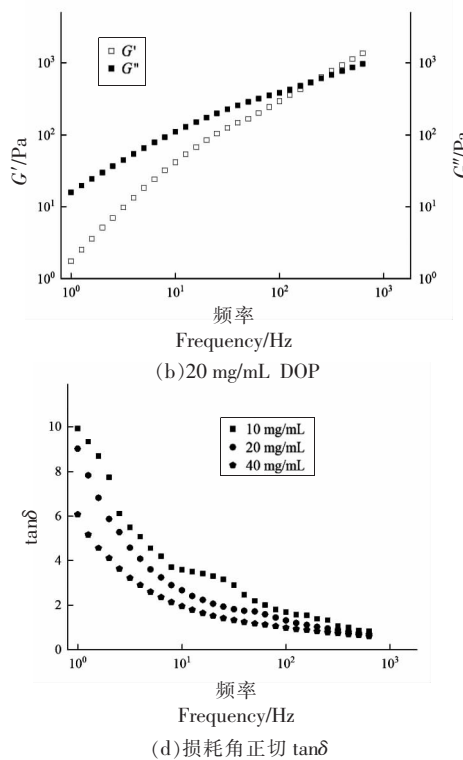 G'
G"
10³
10²
10¹
10⁰
G'/Pa
10³
10²
10¹
10⁰
G"/Pa
10⁰ 10¹ 10² 10³
频率
Frequency/Hz
(b)20 mg/mL DOP
10
8
6
4
2
0
tanδ
10 mg/mL
20 mg/mL
40 mg/mL
10⁰ 10¹ 10² 10³
频率
Frequency/Hz
(d)损耗角正切 tanδ